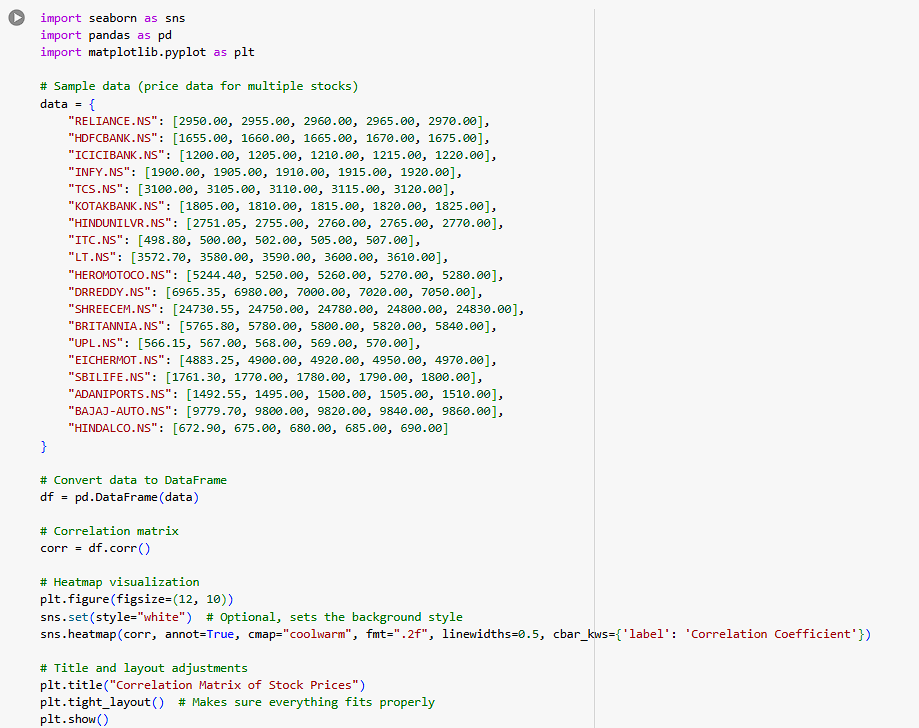 import seaborn as sns
import pandas as pd
import matplotlib.pyplot as plt

# Sample data (price data for multiple stocks)
data = {
    "RELIANCE.NS": [2950.00, 2955.00, 2960.00, 2965.00, 2970.00],
    "HDFCBANK.NS": [1655.00, 1660.00, 1665.00, 1670.00, 1675.00],
    "ICICIBANK.NS": [1200.00, 1205.00, 1210.00, 1215.00, 1220.00],
    "INFY.NS": [1900.00, 1905.00, 1910.00, 1915.00, 1920.00],
    "TCS.NS": [3100.00, 3105.00, 3110.00, 3115.00, 3120.00],
    "KOTAKBANK.NS": [1805.00, 1810.00, 1815.00, 1820.00, 1825.00],
    "HINDUNILVR.NS": [2751.05, 2755.00, 2760.00, 2765.00, 2770.00],
    "ITC.NS": [498.80, 500.00, 502.00, 505.00, 507.00],
    "LT.NS": [3572.70, 3580.00, 3590.00, 3600.00, 3610.00],
    "HEROMOTOCO.NS": [5244.40, 5250.00, 5260.00, 5270.00, 5280.00],
    "DRREDDY.NS": [6965.35, 6980.00, 7000.00, 7020.00, 7050.00],
    "SHREECEM.NS": [24730.55, 24750.00, 24780.00, 24800.00, 24830.00],
    "BRITANNIA.NS": [5765.80, 5780.00, 5800.00, 5820.00, 5840.00],
    "UPL.NS": [566.15, 567.00, 568.00, 569.00, 570.00],
    "EICHERMOT.NS": [4883.25, 4900.00, 4920.00, 4950.00, 4970.00],
    "SBILIFE.NS": [1761.30, 1770.00, 1780.00, 1790.00, 1800.00],
    "ADANIPORTS.NS": [1492.55, 1495.00, 1500.00, 1505.00, 1510.00],
    "BAJAJ-AUTO.NS": [9779.70, 9800.00, 9820.00, 9840.00, 9860.00],
    "HINDALCO.NS": [672.90, 675.00, 680.00, 685.00, 690.00]
}

# Convert data to DataFrame
df = pd.DataFrame(data)

# Correlation matrix
corr = df.corr()

# Heatmap visualization
plt.figure(figsize=(12, 10))
sns.set(style="white")  # Optional, sets the background style
sns.heatmap(corr, annot=True, cmap="coolwarm", fmt=".2f", linewidths=0.5, cbar_kws={'label': 'Correlation Coefficient'})

# Title and layout adjustments
plt.title("Correlation Matrix of Stock Prices")
plt.tight_layout()  # Makes sure everything fits properly
plt.show()